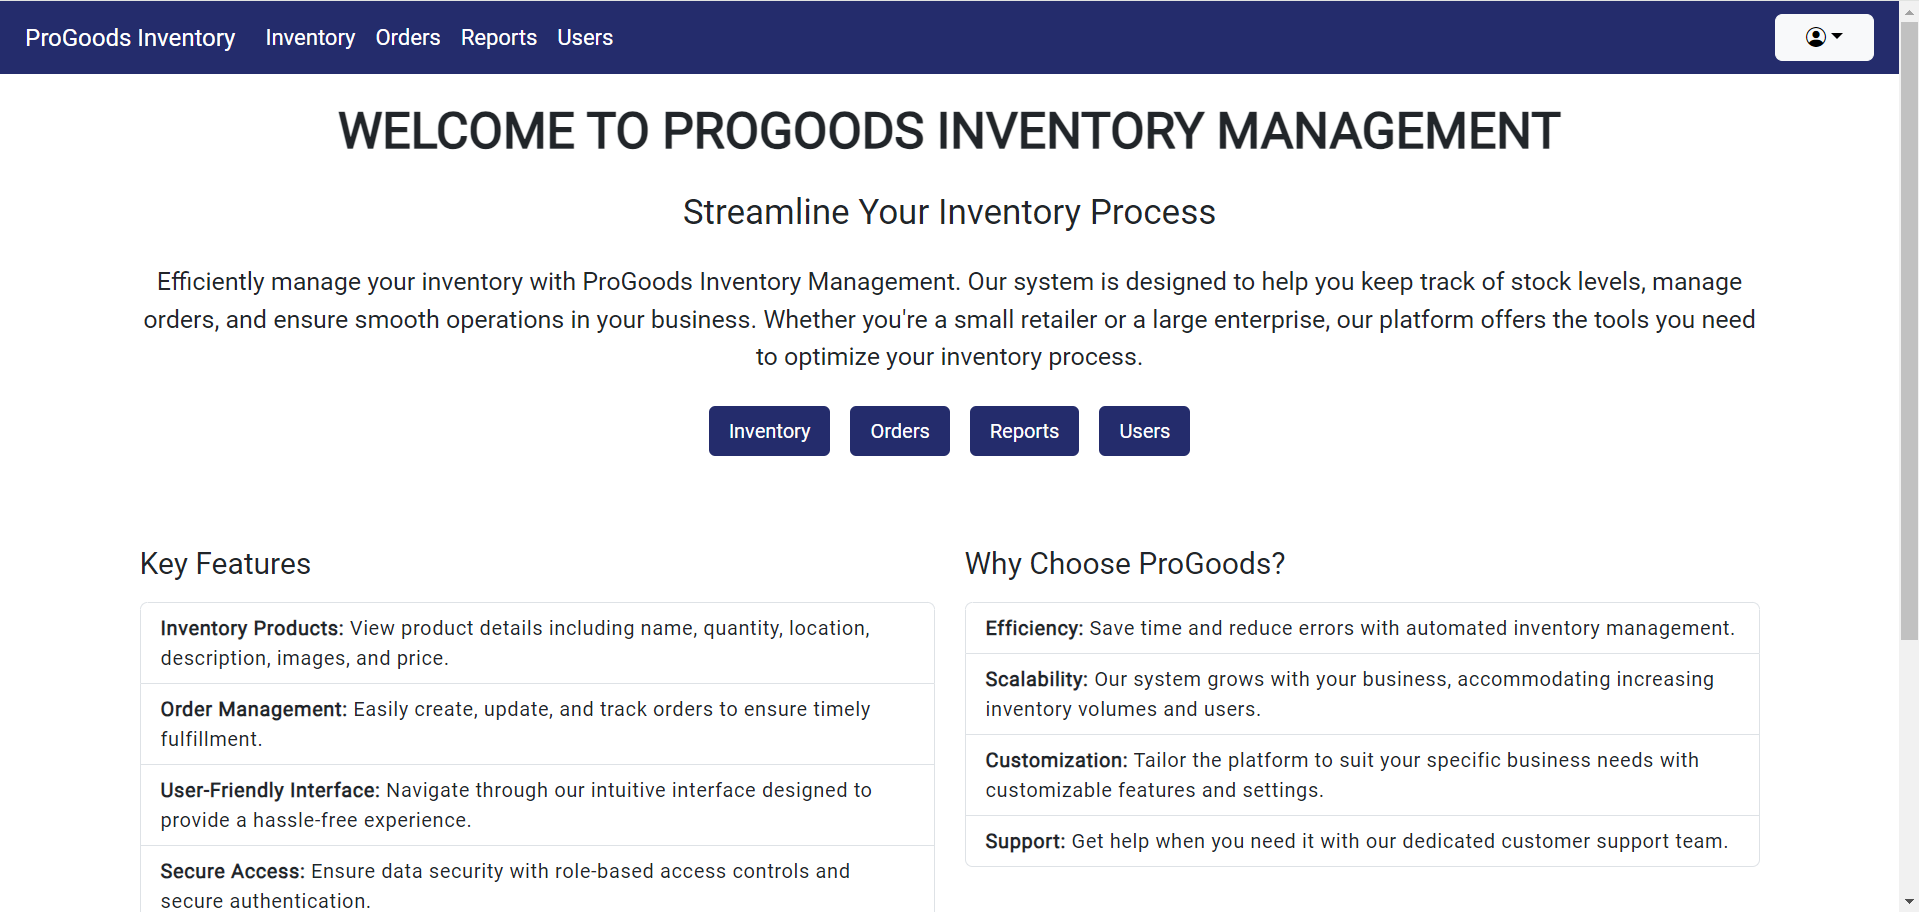 ProGoods Inventory Inventory Orders Reports Users
WELCOME TO PROGOODS INVENTORY MANAGEMENT
Streamline Your Inventory Process
Efficiently manage your inventory with ProGoods Inventory Management. Our system is designed to help you keep track of stock levels, manage
orders, and ensure smooth operations in your business. Whether you're a small retailer or a large enterprise, our platform offers the tools you need
to optimize your inventory process.
Inventory Orders Reports Users
Key Features
Inventory Products: View product details including name, quantity, location,
description, images, and price.
Order Management: Easily create, update, and track orders to ensure timely
fulfillment.
User-Friendly Interface: Navigate through our intuitive interface designed to
provide a hassle-free experience.
Secure Access: Ensure data security with role-based access controls and
secure authentication.
Why Choose ProGoods?
Efficiency: Save time and reduce errors with automated inventory management.
Scalability: Our system grows with your business, accommodating increasing
inventory volumes and users.
Customization: Tailor the platform to suit your specific business needs with
customizable features and settings.
Support: Get help when you need it with our dedicated customer support team.